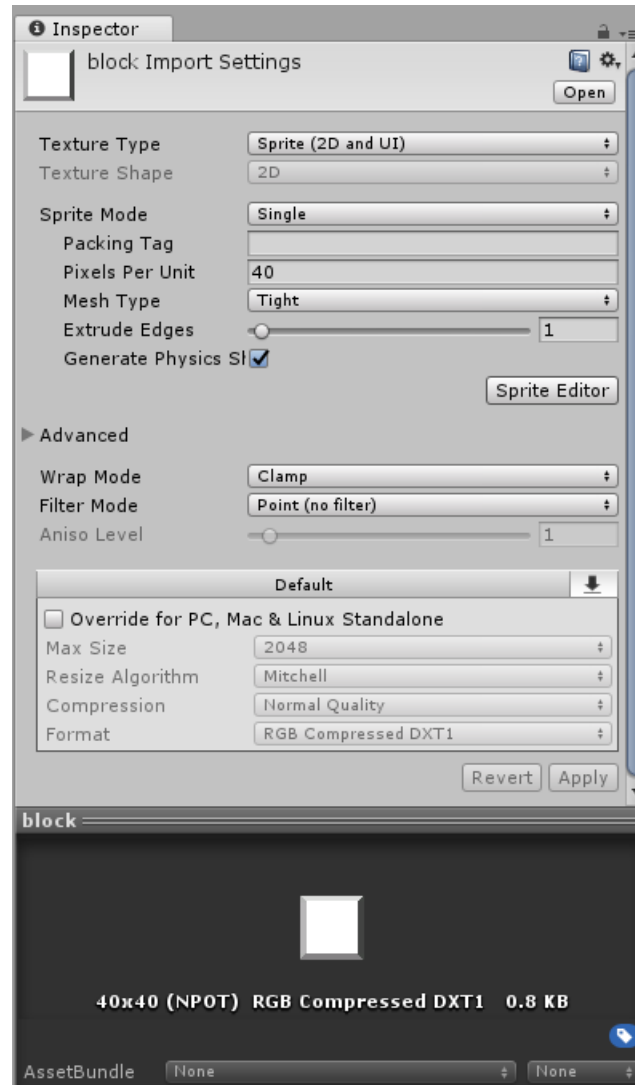 Inspector
block Import Settings
Open
Texture Type Sprite (2D and UI)
Texture Shape 2D
Sprite Mode Single
Packing Tag
Pixels Per Unit 40
Mesh Type Tight
Extrude Edges 1
Generate Physics Sh
Sprite Editor
Advanced
Wrap Mode Clamp
Filter Mode Point (no filter)
Aniso Level 1
Default
Override for PC, Mac & Linux Standalone
Max Size 2048
Resize Algorithm Mitchell
Compression Normal Quality
Format RGB Compressed DXT1
Revert Apply
block
40x40 (NPOT) RGB Compressed DXT1 0.8 KB
AssetBundle None None